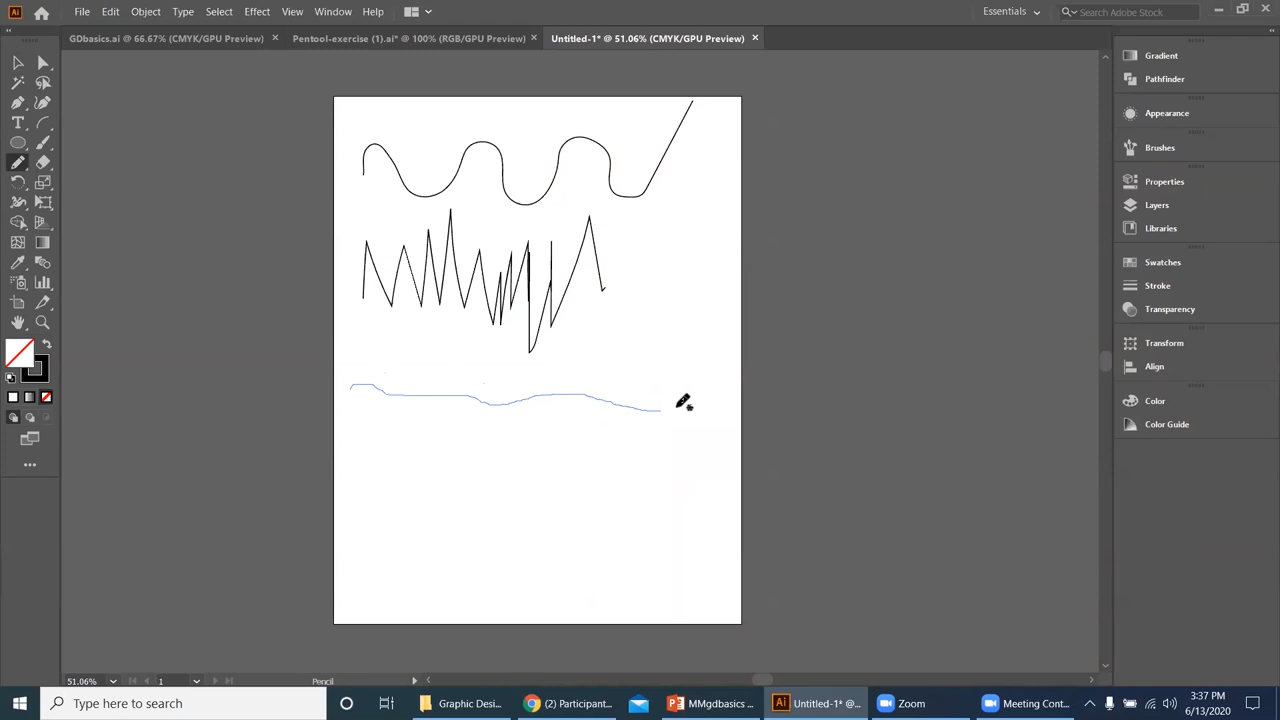 Ai File Edit Object Type Select Effect View Window Help Essentials Search Adobe Stock
GDbasics.ai @ 66.67% (CMYK/GPU Preview) Pentool-exercise (1).ai* @ 100% (RGB/GPU Preview) Untitled-1* @ 51.06% (CMYK/GPU Preview)
Gradient
Pathfinder
Appearance
Brushes
Properties
Layers
Libraries
Swatches
Stroke
Transparency
Transform
Align
Color
Color Guide
51.06% 1 Pencil
Type here to search Graphic Desi... (2) Participant... MMgdbasics ... Untitled-1* @... Zoom Meeting Cont... 3:37 PM
6/13/2020